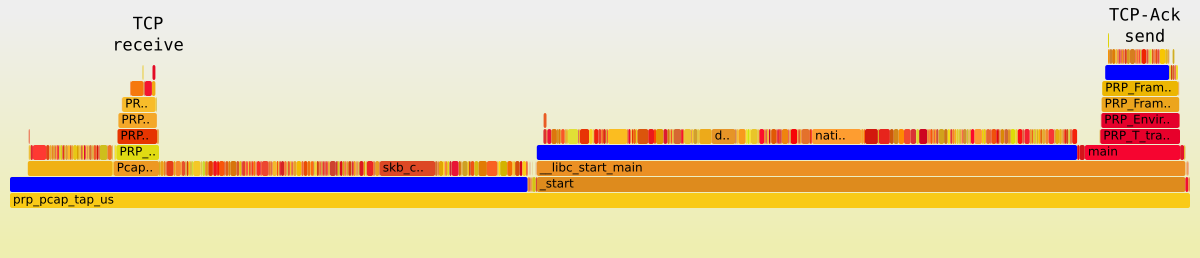 TCP
receive
TCP-Ack
send
PRP_Fram..
PR..
PRP_Fram..
PRP..
PRP_Envir..
PRP..
d..
nati..
PRP_T_tra..
PRP_..
main
Pcap..
skb_c..
__libc_start_main
_start
prp_pcap_tap_us